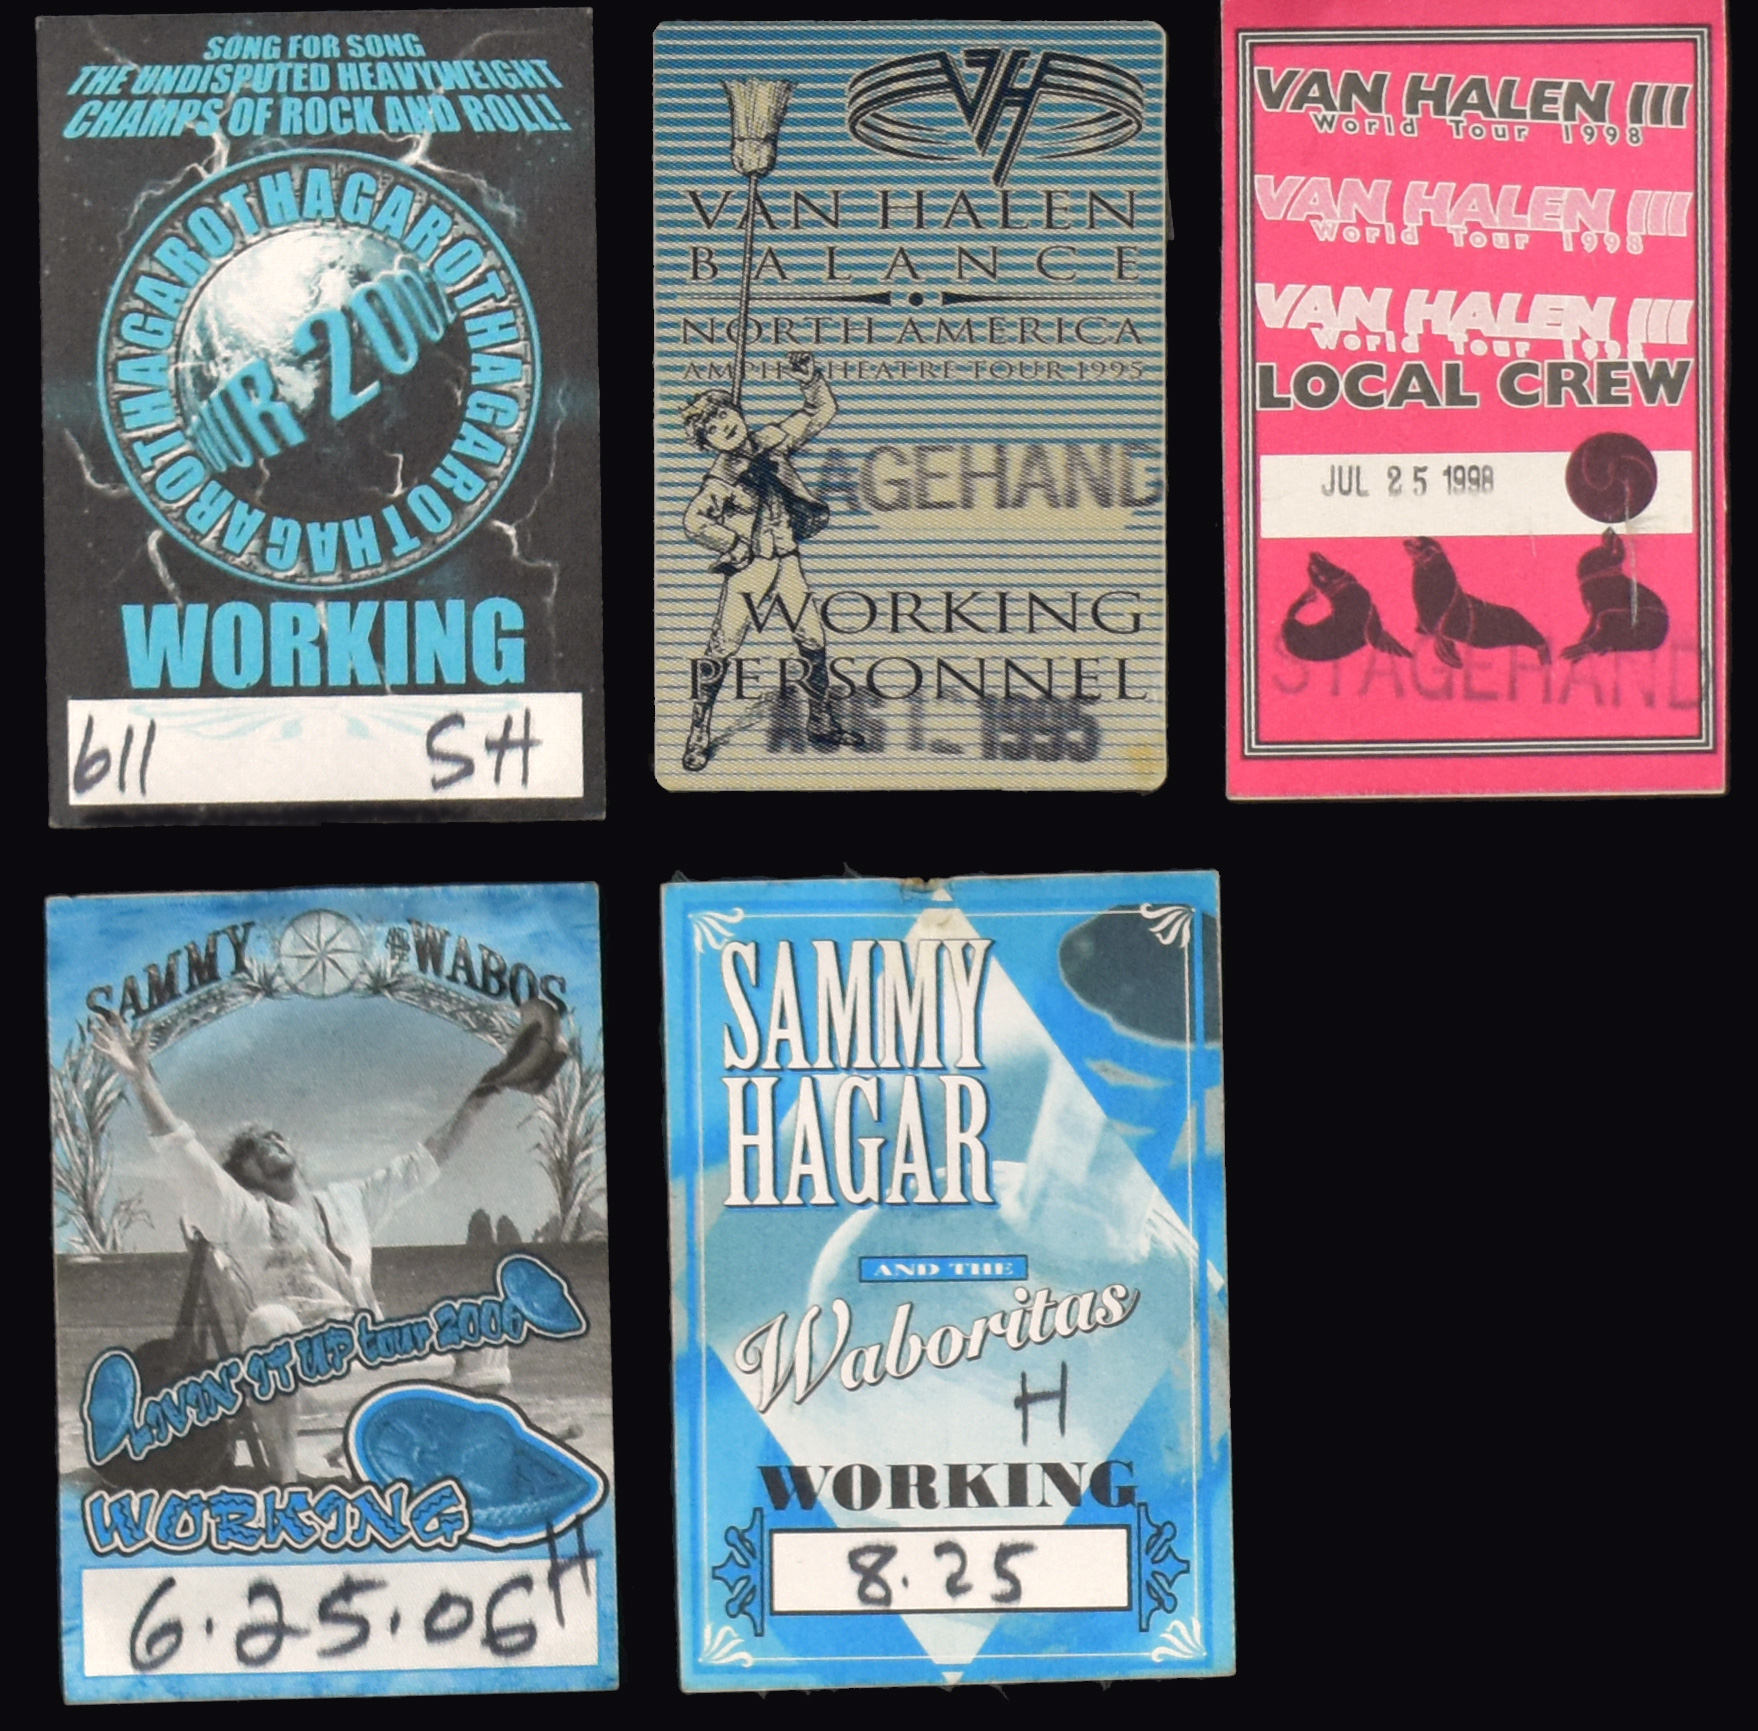 SONG FOR SONG
THE UNDISPUTED HEAVYWEIGHT
CHAMPS OF ROCK AND ROLL!
ROTHAGAROTHAGAROTHAGAROTHAGAROTHAGAROTHAGA
TOUR 2002
WORKING
611 SH
VH
VAN HALEN
BALANCE
NORTH AMERICA
AMPHITHEATRE TOUR 1995
STAGEHAND
WORKING
PERSONNEL
AUG 1 1995
VAN HALEN III
World Tour 1998
VAN HALEN III
World Tour 1998
VAN HALEN III
World Tour 1998
LOCAL CREW
JUL 25 1998
STAGEHAND
SAMMY & THE WABOS
LIVIN' IT UP tour 2006
WORKING
H
6.25.06
SAMMY
HAGAR
AND THE
Waboritas
H
WORKING
8.25